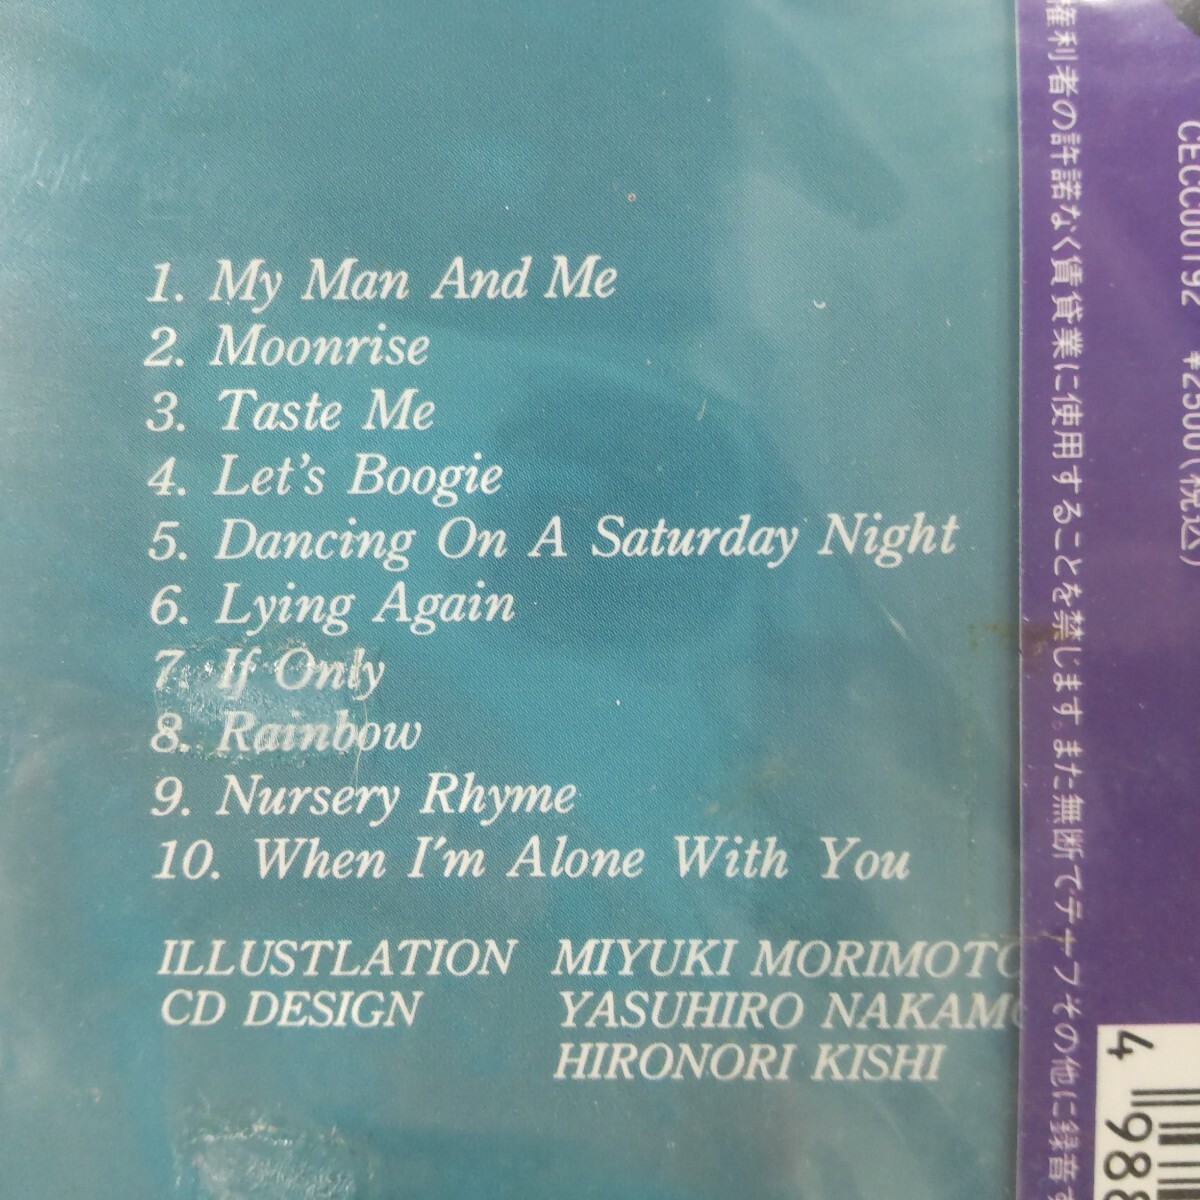 1. My Man And Me
2. Moonrise
3. Taste Me
4. Let's Boogie
5. Dancing On A Saturday Night
6. Lying Again
7. If Only
8. Rainbow
9. Nursery Rhyme
10. When I'm Alone With You
ILLUSTLATION MIYUKI MORIMOTO
CD DESIGN YASUHIRO NAKAMO
HIRONORI KISHI
権利者の許諾なく賃貸業に使用することを禁じます。また無断でテープその他に録音す
CECC00192 ¥2500(税込)
4 988